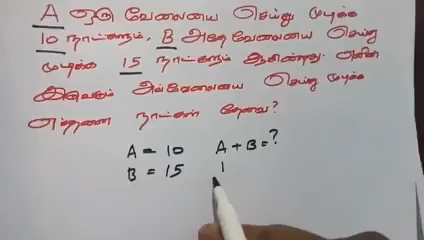 A ஒரு வேலையை செய்து முடிக்க
10 நாட்களும், B அதே வேலையை செய்து
முடிக்க 15 நாட்களும் ஆகின்றது எனில்
இருவரும் அவ்வேலையை செய்து முடிக்க
எத்தனை நாட்கள் தேவை?
A = 10 A + B = ?
B = 15 1